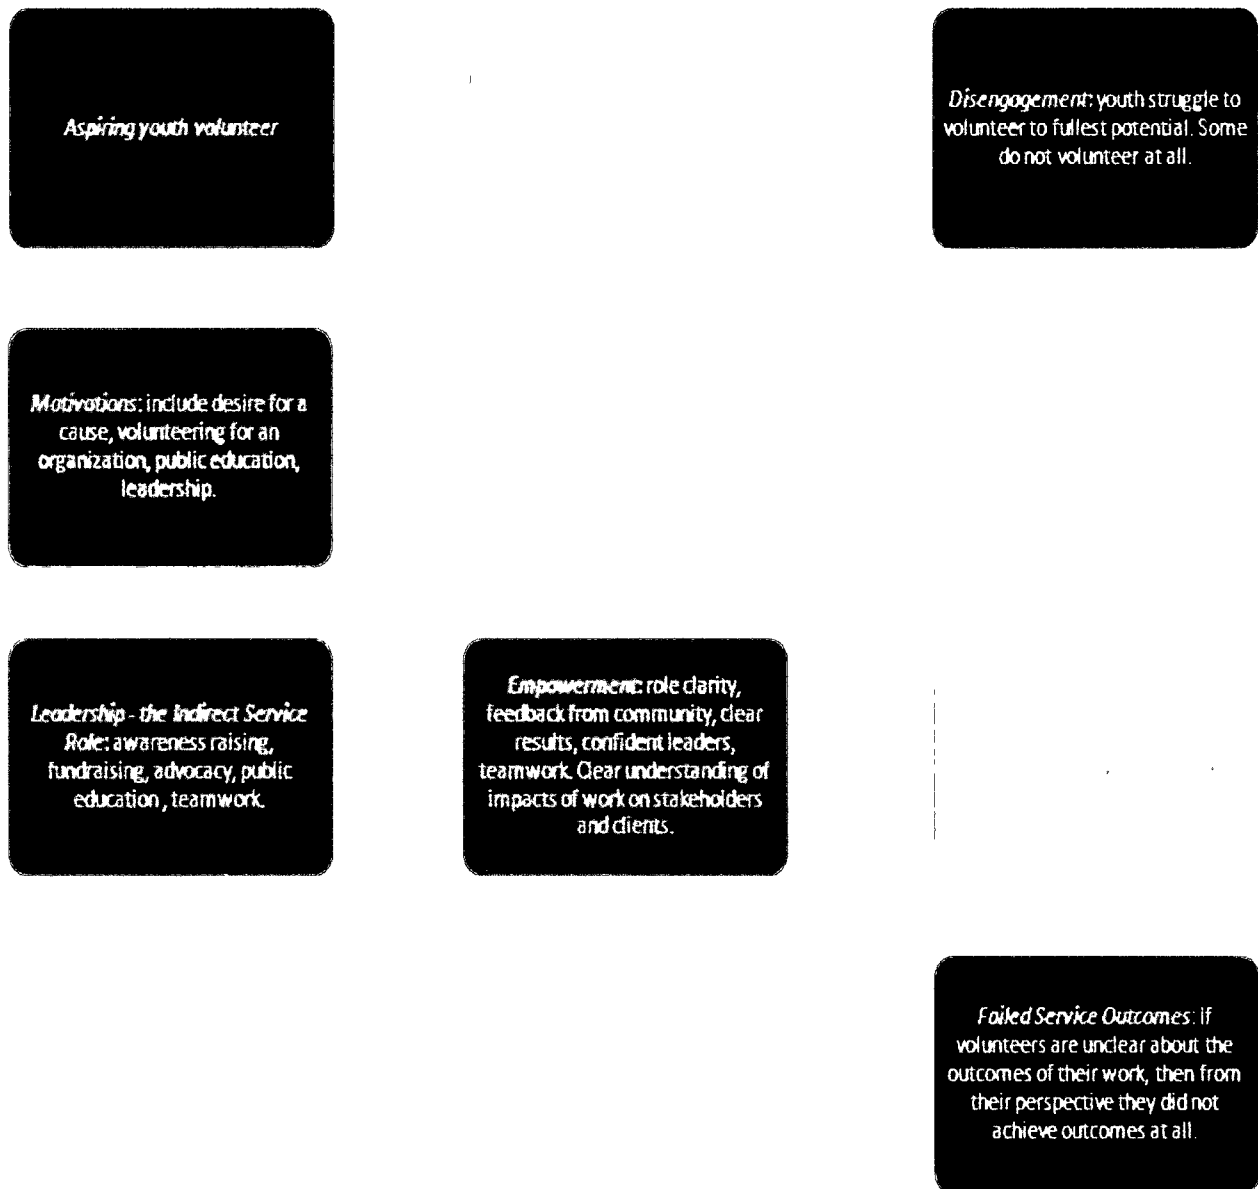 Aspiring youth volunteer
Disengagement: youth struggle to
volunteer to fullest potential. Some
do not volunteer at all.
Motivations: include desire for a
cause, volunteering for an
organization, public education,
leadership.
Leadership - the Indirect Service
Role: awareness raising,
fundraising, advocacy, public
education, teamwork.
Empowerment: role clarity,
feedback from community, clear
results, confident leaders,
teamwork. Clear understanding of
impacts of work on stakeholders
and clients.
Failed Service Outcomes: if
volunteers are unclear about the
outcomes of their work, then from
their perspective they did not
achieve outcomes at all.